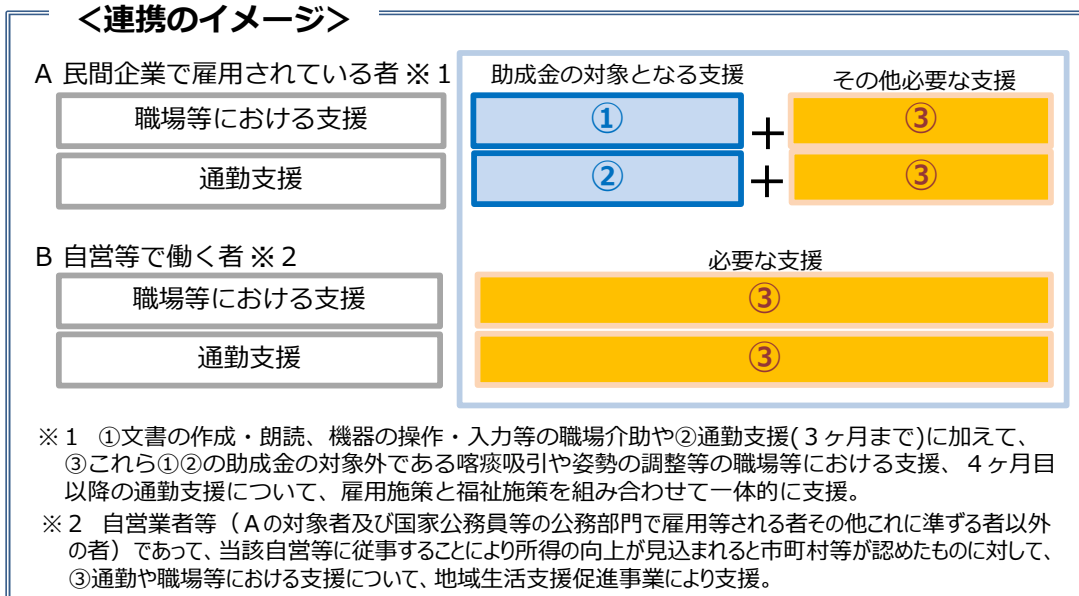 ＜連携のイメージ＞
A 民間企業で雇用されている者 ※１
助成金の対象となる支援
その他必要な支援
職場等における支援
①
＋
③
通勤支援
②
＋
③
B 自営等で働く者 ※２
必要な支援
職場等における支援
③
通勤支援
③
※１　①文書の作成・朗読、機器の操作・入力等の職場介助や②通勤支援(３ヶ月まで)に加えて、
③これら①②の助成金の対象外である喀痰吸引や姿勢の調整等の職場等における支援、４ヶ月目
以降の通勤支援について、雇用施策と福祉施策を組み合わせて一体的に支援。
※２　自営業者等（Ａの対象者及び国家公務員等の公務部門で雇用等される者その他これに準ずる者以外
の者）であって、当該自営等に従事することにより所得の向上が見込まれると市町村等が認めたものに対して、
③通勤や職場等における支援について、地域生活支援促進事業により支援。